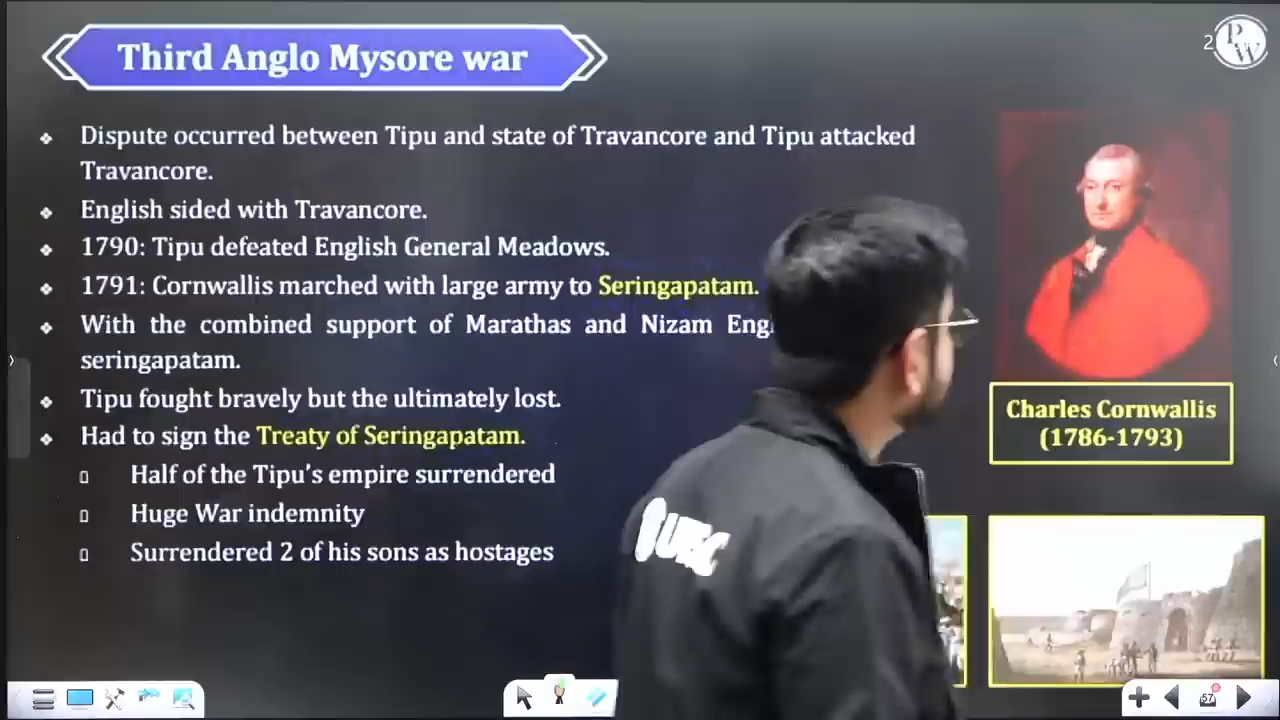 Third Anglo Mysore war
2
PW
❖ Dispute occurred between Tipu and state of Travancore and Tipu attacked
Travancore.
❖ English sided with Travancore.
❖ 1790: Tipu defeated English General Meadows.
❖ 1791: Cornwallis marched with large army to Seringapatam.
❖ With the combined support of Marathas and Nizam
seringapatam.
❖ Tipu fought bravely but the ultimately lost.
❖ Had to sign the Treaty of Seringapatam.
Half of the Tipu's empire surrendered
Huge War indemnity
Surrendered 2 of his sons as hostages
Charles Cornwallis
(1786-1793)
57